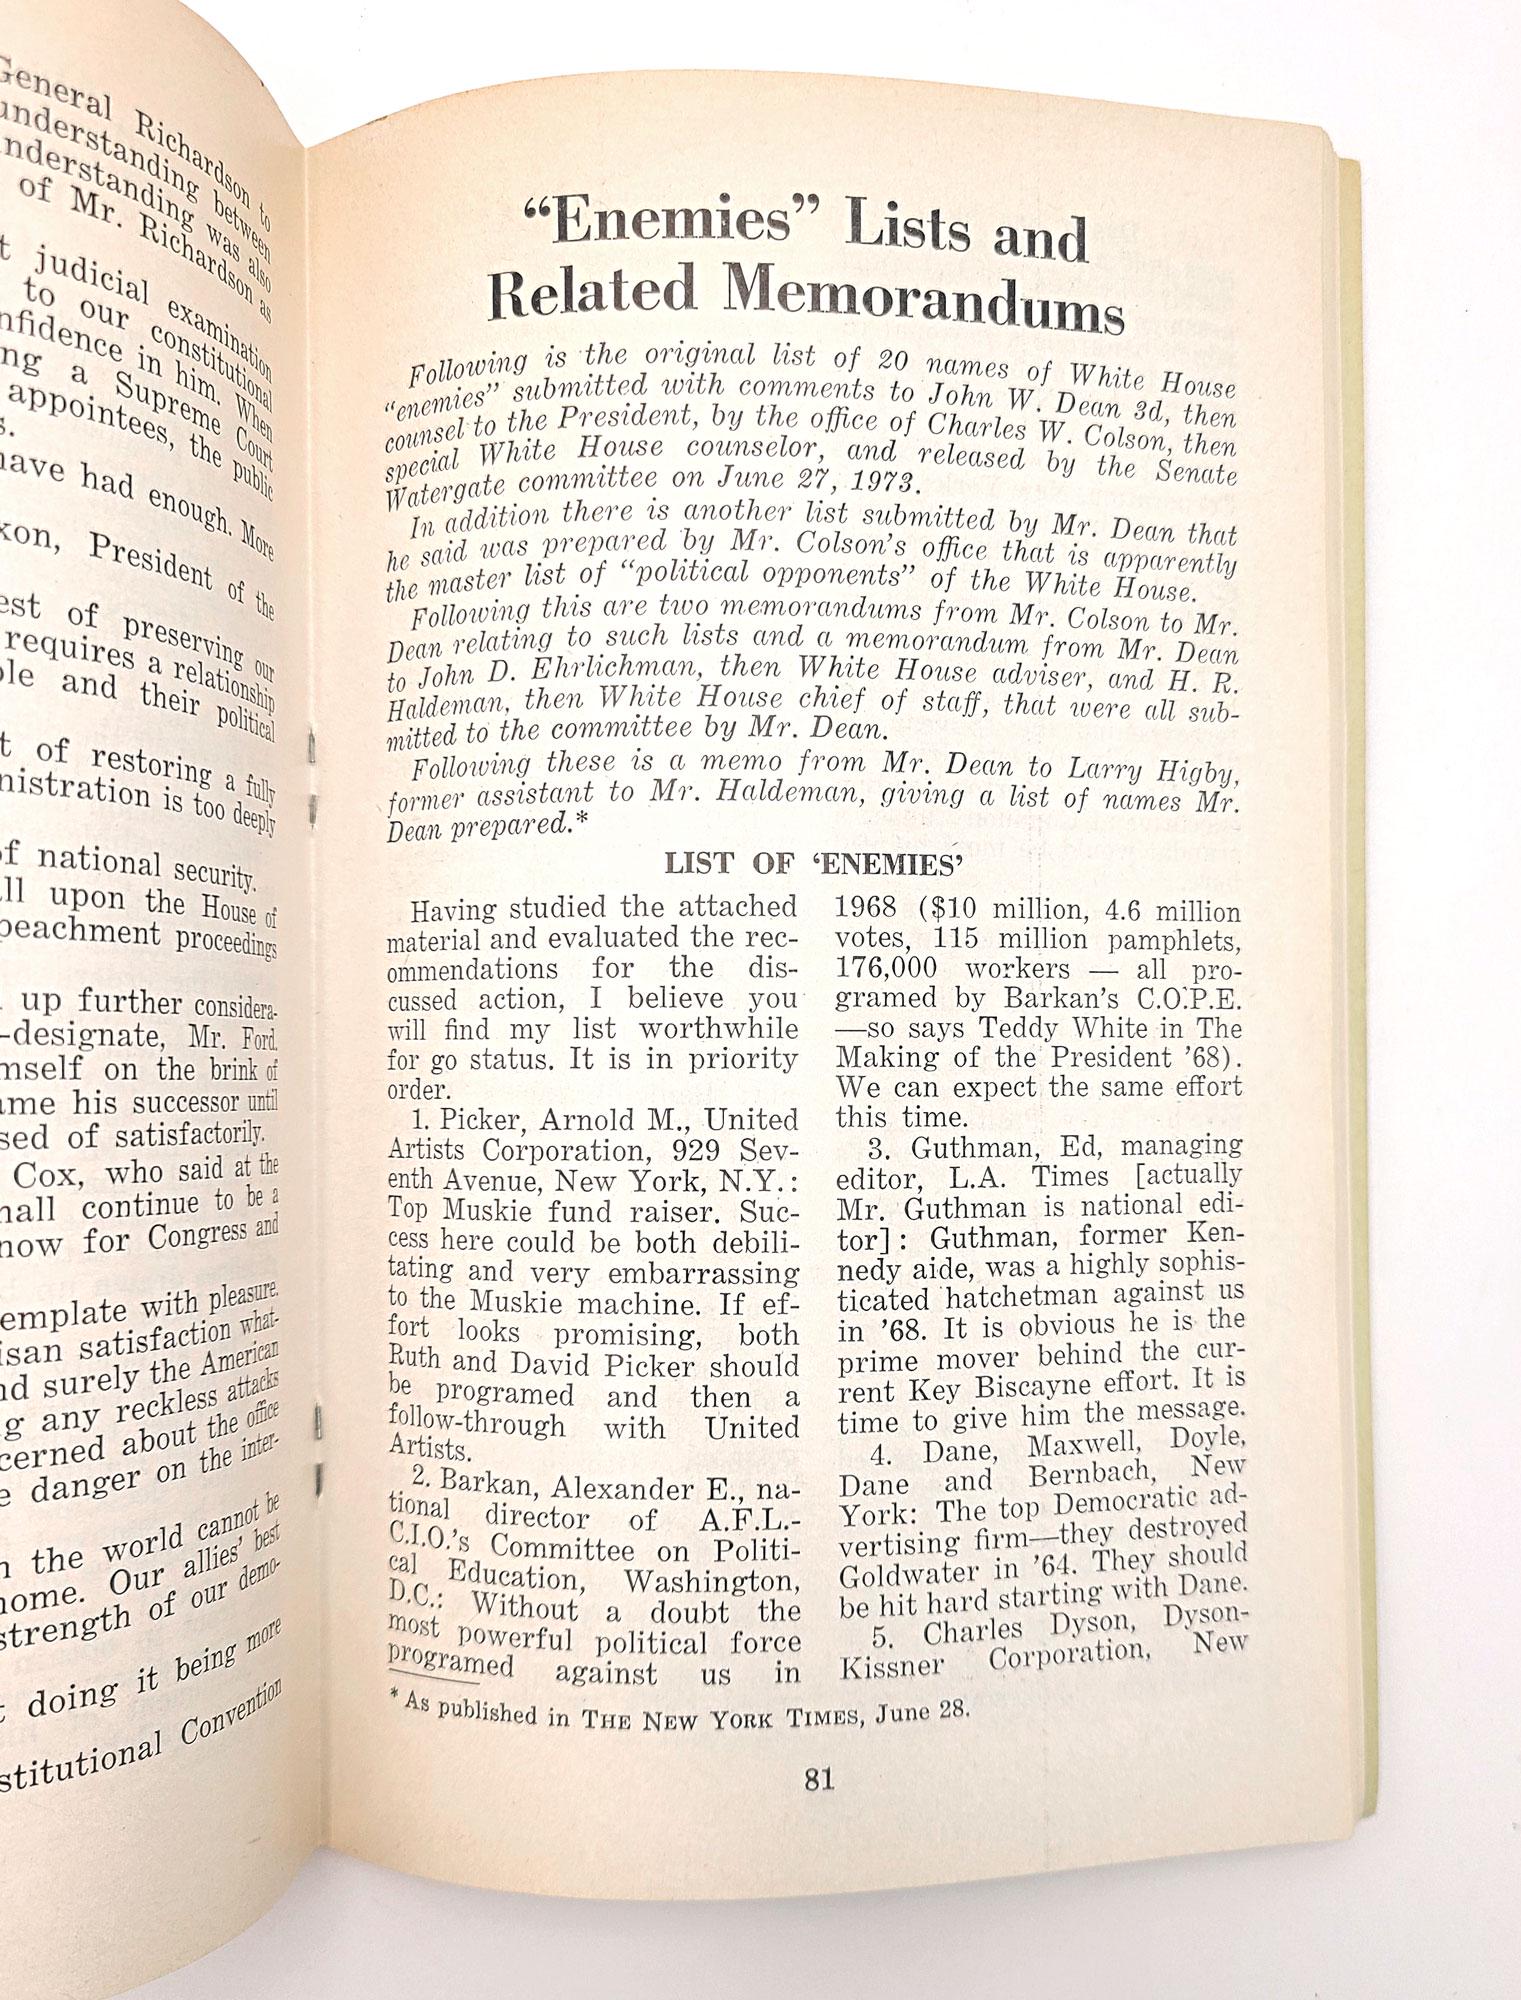 General Richardson to
understanding between
understanding was also
of Mr. Richardson as
judicial examination
to our constitutional
confidence in him. When
ng a Supreme Court
appointees, the public
s.
have had enough. More
xon, President of the
est of preserving our
requires a relationship
ple and their political
t of restoring a fully
nistration is too deeply
of national security.
ll upon the House of
peachment proceedings
up further considera-
-designate, Mr. Ford.
mself on the brink of
ame his successor until
sed of satisfactorily.
Cox, who said at the
hall continue to be a
now for Congress and
template with pleasure.
isan satisfaction what-
nd surely the American
g any reckless attacks
cerned about the office
e danger on the inter-
n the world cannot be
home. Our allies' best
strength of our demo-
t doing it being more
stitutional Convention
“Enemies” Lists and
Related Memorandums
Following is the original list of 20 names of White House
“enemies” submitted with comments to John W. Dean 3d, then
counsel to the President, by the office of Charles W. Colson, then
special White House counselor, and released by the Senate
Watergate committee on June 27, 1973.
In addition there is another list submitted by Mr. Dean that
he said was prepared by Mr. Colson's office that is apparently
the master list of “political opponents” of the White House.
Following this are two memorandums from Mr. Colson to Mr.
Dean relating to such lists and a memorandum from Mr. Dean
to John D. Ehrlichman, then White House adviser, and H. R.
Haldeman, then White House chief of staff, that were all sub-
mitted to the committee by Mr. Dean.
Following these is a memo from Mr. Dean to Larry Higby,
former assistant to Mr. Haldeman, giving a list of names Mr.
Dean prepared.*
LIST OF ‘ENEMIES’
Having studied the attached
material and evaluated the rec-
ommendations for the dis-
cussed action, I believe you
will find my list worthwhile
for go status. It is in priority
order.
1. Picker, Arnold M., United
Artists Corporation, 929 Sev-
enth Avenue, New York, N.Y.:
Top Muskie fund raiser. Suc-
cess here could be both debili-
tating and very embarrassing
to the Muskie machine. If ef-
fort looks promising, both
Ruth and David Picker should
be programed and then a
follow-through with United
Artists.
2. Barkan, Alexander E., na-
tional director of A.F.L.-
C.I.O.'s Committee on Politi-
cal Education, Washington,
D.C.: Without a doubt the
most powerful political force
programed against us in
1968 ($10 million, 4.6 million
votes, 115 million pamphlets,
176,000 workers — all pro-
gramed by Barkan's C.O.P.E.
—so says Teddy White in The
Making of the President '68).
We can expect the same effort
this time.
3. Guthman, Ed, managing
editor, L.A. Times [actually
Mr. Guthman is national edi-
tor]: Guthman, former Ken-
nedy aide, was a highly sophis-
ticated hatchetman against us
in '68. It is obvious he is the
prime mover behind the cur-
rent Key Biscayne effort. It is
time to give him the message.
4. Dane, Maxwell, Doyle,
Dane and Bernbach, New
York: The top Democratic ad-
vertising firm—they destroyed
Goldwater in '64. They should
be hit hard starting with Dane.
5. Charles Dyson, Dyson-
Kissner Corporation, New
* As published in THE NEW YORK TIMES, June 28.
81